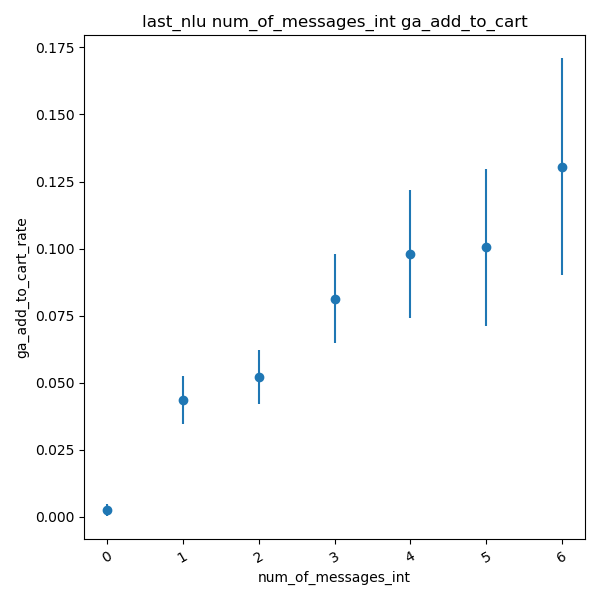 last_nlu num_of_messages_int ga_add_to_cart
0.175
0.150
0.125
0.100
0.075
0.050
0.025
0.000
ga_add_to_cart_rate
0 1 2 3 4 5 6
num_of_messages_int